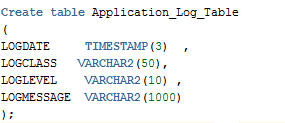 Create table Application_Log_Table
(
LOGDATE TIMESTAMP(3) ,
LOGCLASS VARCHAR2(50),
LOGLEVEL VARCHAR2(10) ,
LOGMESSAGE VARCHAR2(1000)
);